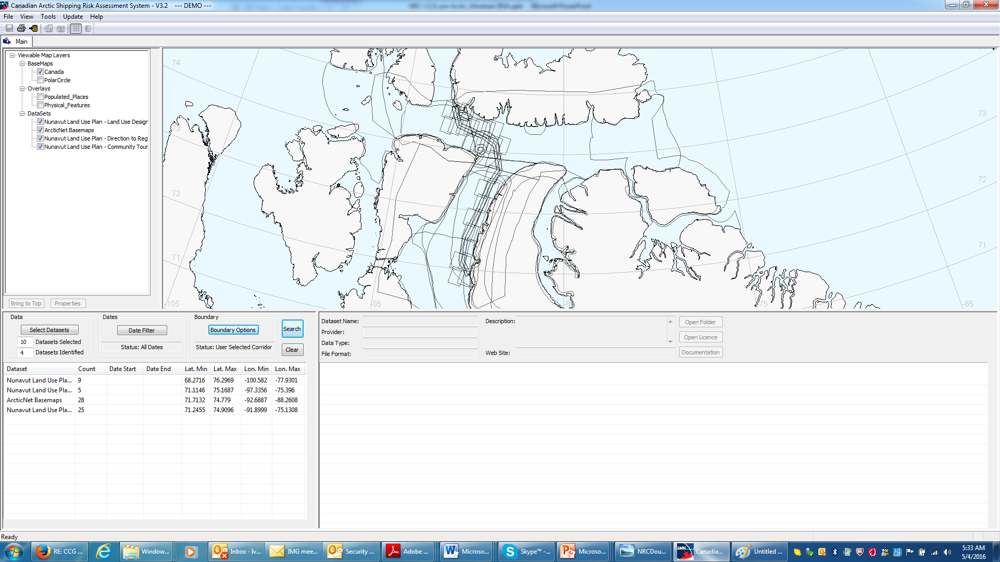 Canadian Arctic Shipping Risk Assessment System - V3.2 --- DEMO ---
File View Tools Update Help
Main
Viewable Map Layers
BaseMaps
Canada
PolarCircle
Overlays
Populated_Places
Physical_Features
DataSets
Nunavut Land Use Plan - Land Use Design
ArcticNet Basemaps
Nunavut Land Use Plan - Direction to Reg
Nunavut Land Use Plan - Community Tour
Bring to Top Properties
74
73
72
71
73
72
71
-105
-95
-75
-65
Data
Select Datasets
10 Datasets Selected
4 Datasets Identified
Dates
Date Filter
Status: All Dates
Boundary
Boundary Options
Status: User Selected Corridor
Search
Clear
Dataset Count Date Start Date End Lat. Min Lat. Max Lon. Min Lon. Max
Nunavut Land Use Pla... 9 68.2716 76.2969 -100.582 -77.9301
Nunavut Land Use Pla... 5 71.1146 75.1687 -97.3356 -75.396
ArcticNet Basemaps 28 71.7132 74.779 -92.6887 -88.2608
Nunavut Land Use Pla... 25 71.2455 74.9096 -91.8999 -75.1308
Dataset Name:
Provider:
Data Type:
File Format:
Description:
Web Site:
Open Folder
Open Licence
Documentation
Ready
RE: CCG ... Window... Inbox - Iv... IMG mee... Security ... Adobe ... Microso... Skype™ -... Microso... NRCDou... Canadia... Untitled ...
5:33 AM
5/4/2016